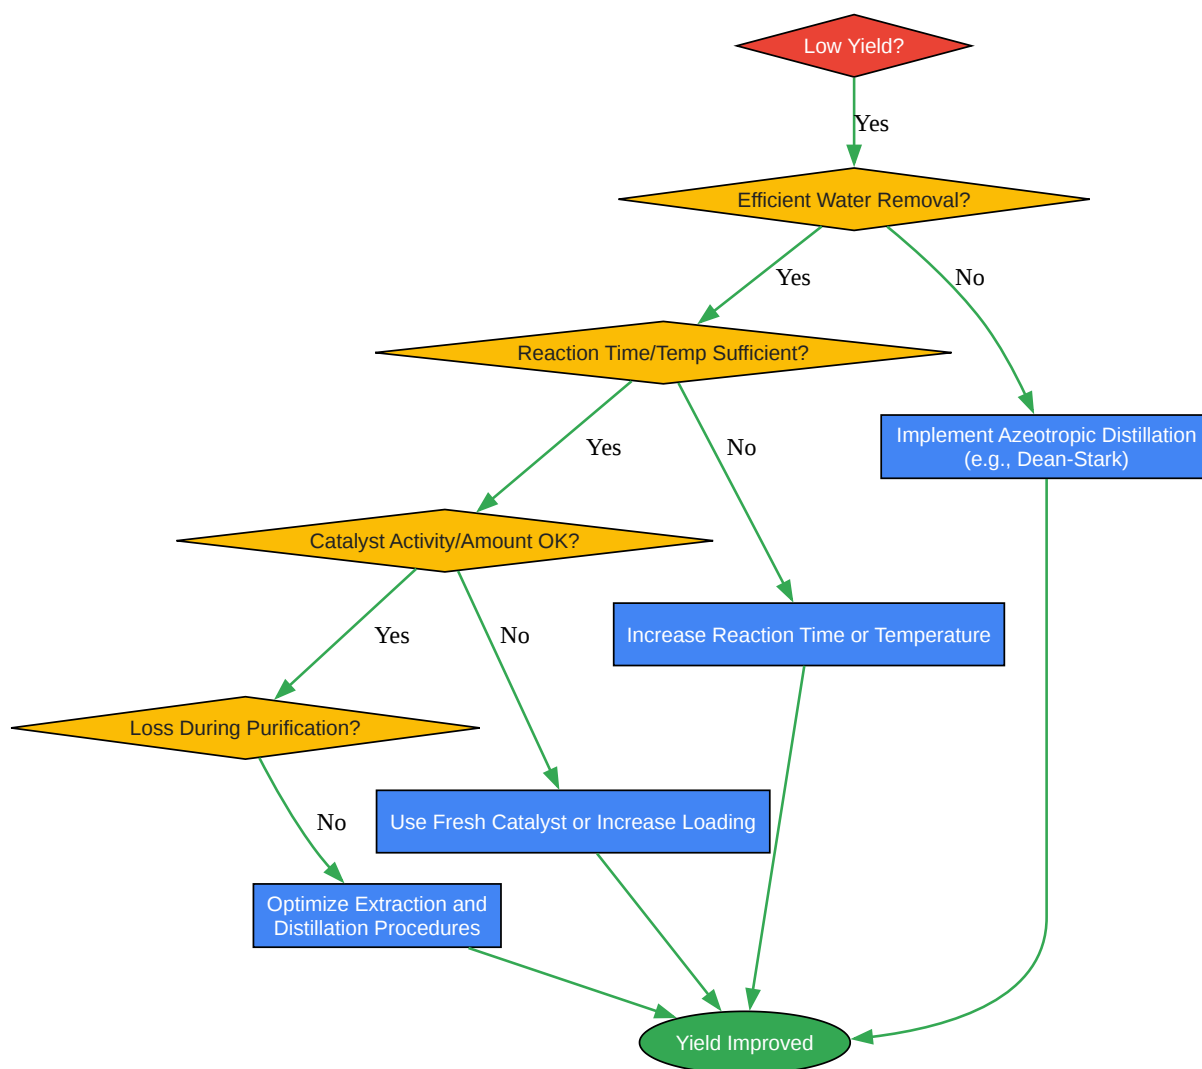 Low Yield?
Yes
Efficient Water Removal?
Yes
No
Reaction Time/Temp Sufficient?
Implement Azeotropic Distillation
(e.g., Dean-Stark)
Yes
No
Catalyst Activity/Amount OK?
Increase Reaction Time or Temperature
Yes
No
Loss During Purification?
Use Fresh Catalyst or Increase Loading
No
Optimize Extraction and
Distillation Procedures
Yield Improved